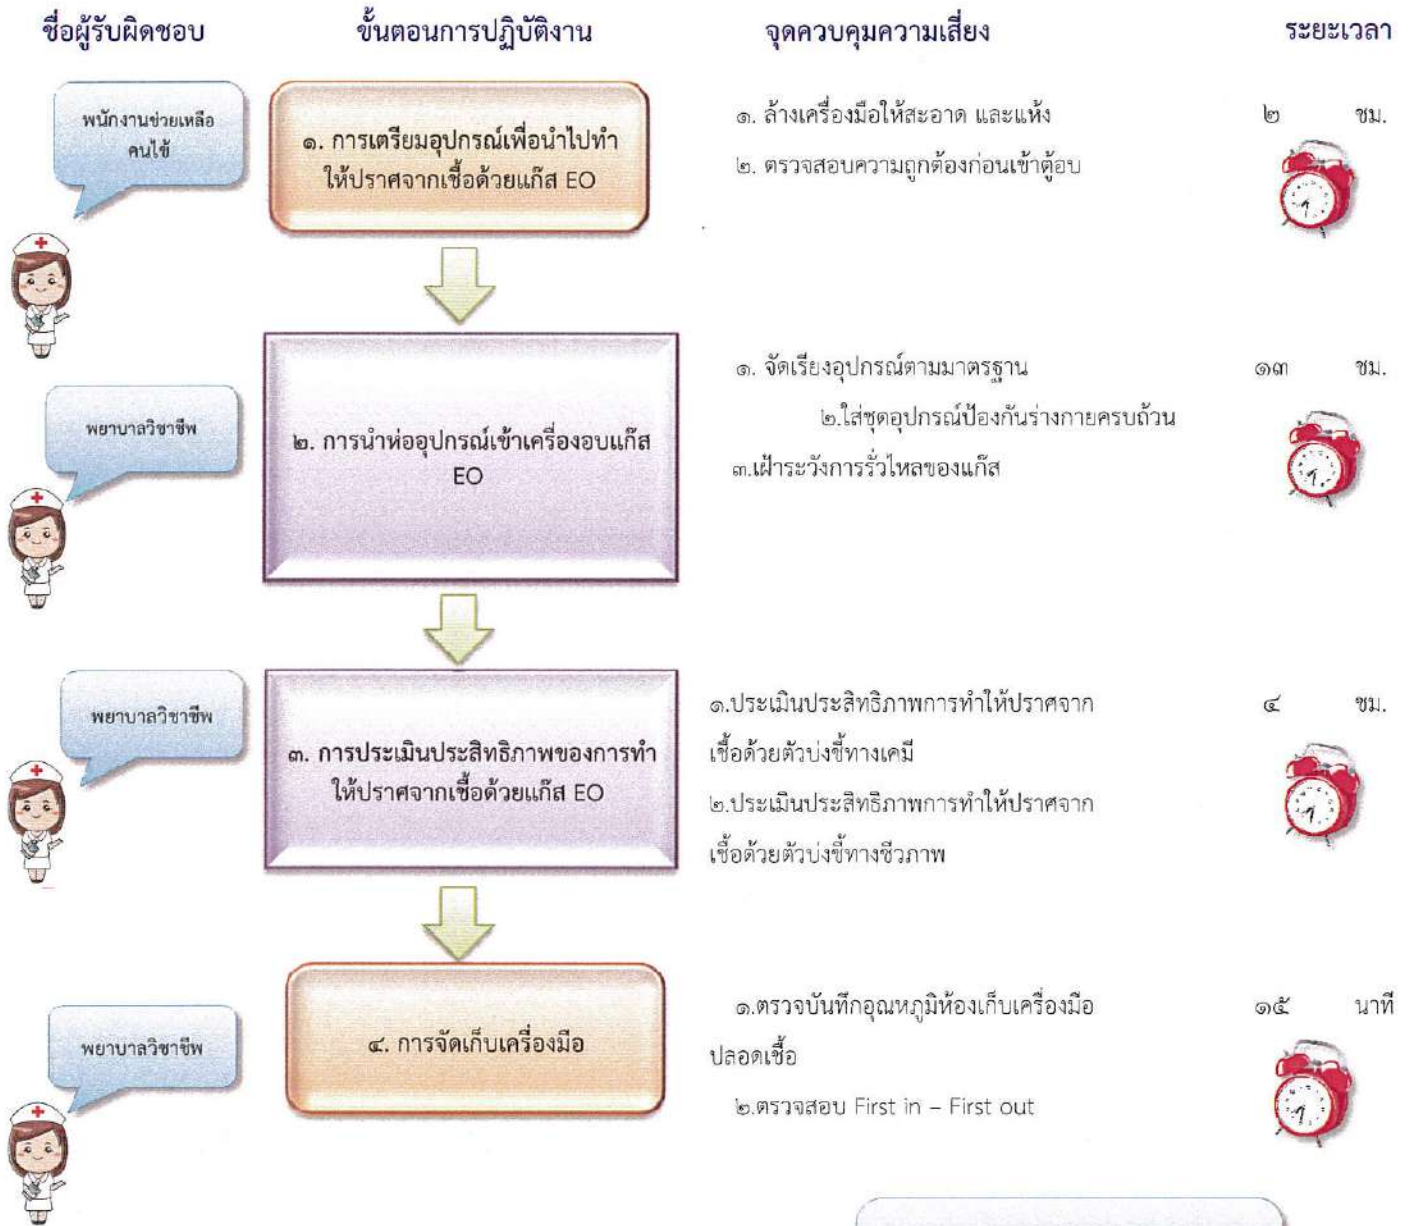 ชื่อผู้รับผิดชอบ ขั้นตอนการปฏิบัติงาน จุดควบคุมความเสี่ยง ระยะเวลา
พนักงานช่วยเหลือ
คนไข้
๑. การเตรียมอุปกรณ์เพื่อนำไปทำ
ให้ปราศจากเชื้อด้วยแก๊ส EO
๑. ล้างเครื่องมือให้สะอาด และแห้ง
๒. ตรวจสอบความถูกต้องก่อนเข้าตู้อบ
๒ ชม.
พยาบาลวิชาชีพ
๒. การนำห่ออุปกรณ์เข้าเครื่องอบแก๊ส
EO
๑. จัดเรียงอุปกรณ์ตามมาตรฐาน
๒.ใส่ชุดอุปกรณ์ป้องกันร่างกายครบถ้วน
๓.เฝ้าระวังการรั่วไหลของแก๊ส
๑๓ ชม.
พยาบาลวิชาชีพ
๓. การประเมินประสิทธิภาพของการทำ
ให้ปราศจากเชื้อด้วยแก๊ส EO
๑.ประเมินประสิทธิภาพการทำให้ปราศจาก
เชื้อด้วยตัวบ่งชี้ทางเคมี
๒.ประเมินประสิทธิภาพการทำให้ปราศจาก
เชื้อด้วยตัวบ่งชี้ทางชีวภาพ
๔ ชม.
พยาบาลวิชาชีพ
๔. การจัดเก็บเครื่องมือ
๑.ตรวจบันทึกอุณหภูมิห้องเก็บเครื่องมือ
ปลอดเชื้อ
๒.ตรวจสอบ First in – First out
๑๕ นาที